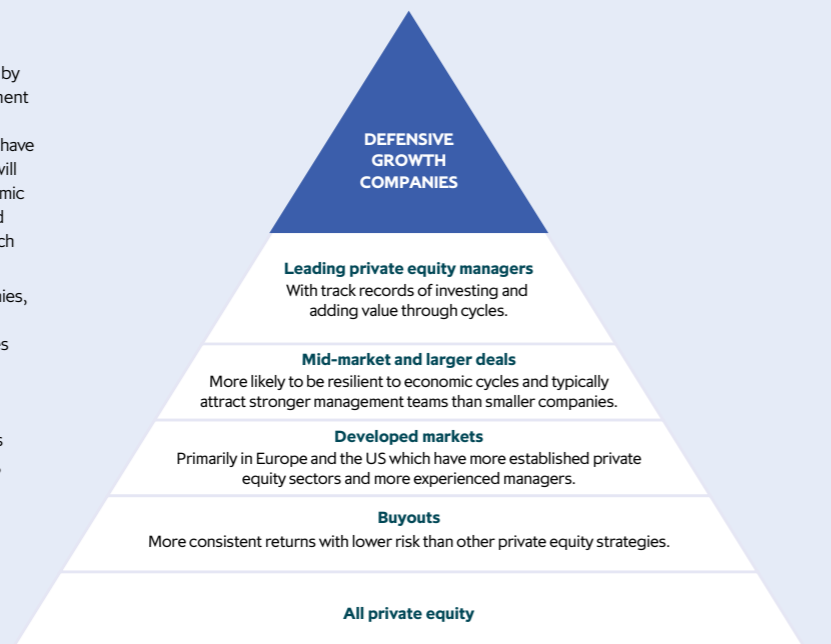 by
have
will
d
s
DEFENSIVE
GROWTH
COMPANIES
Leading private equity managers
With track records of investing and
adding value through cycles.
Mid-market and larger deals
More likely to be resilient to economic cycles and typically
attract stronger management teams than smaller companies.
Developed markets
Primarily in Europe and the US which have more established private
equity sectors and more experienced managers.
Buyouts
More consistent returns with lower risk than other private equity strategies.
All private equity